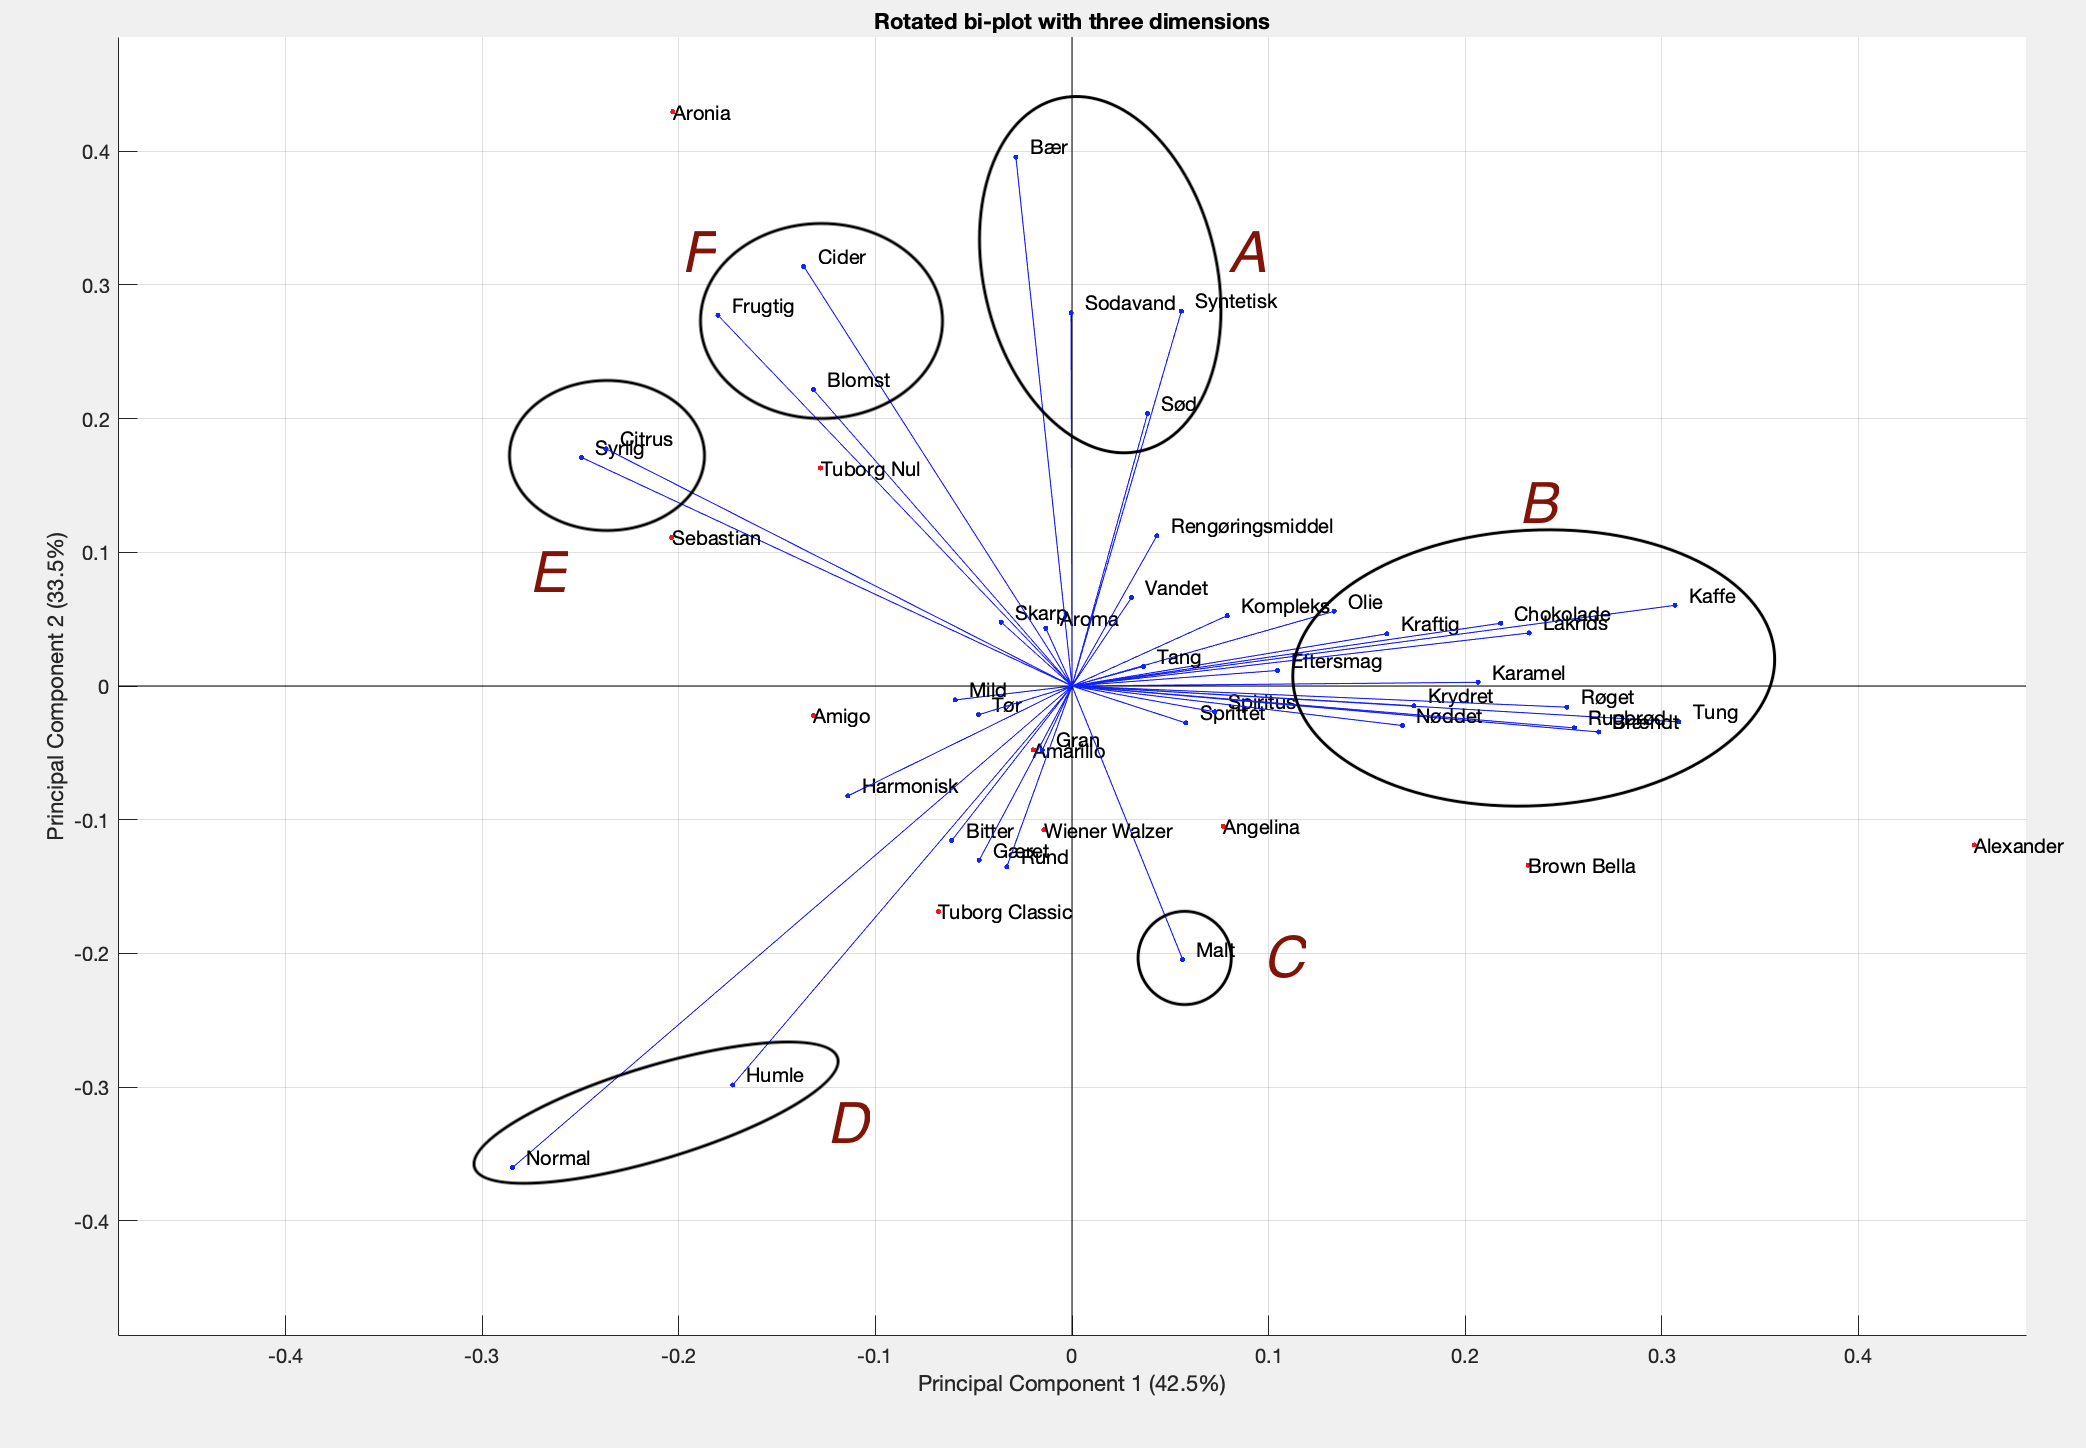 Rotated bi-plot with three dimensions
Aronia
Bær
0.4
F
A
Cider
Sodavand
Syntetisk
0.3
Frugtig
Blomst
Sød
0.2
Citrus
Syrlig
Tuborg Nul
B
Rengøringsmiddel
Sebastian
0.1
E
Vandet
Kaffe
Olie
Kompleks
Chokolade
Skarp
Aroma
Kraftig
Lakrids
Tang
Eftersmag
Karamel
0
Mild
Krydret
Røget
Tør
Spiritus
Tung
Amigo
Sprittet
Nøddet
Rugbrød
Brændt
Gran
Amarillo
Harmonisk
-0.1
Bitter
Wiener Walzer
Angelina
Gæret
Rund
Alexander
Brown Bella
Tuborg Classic
-0.2
Malt
C
-0.3
Humle
D
Normal
-0.4
-0.4 -0.3 -0.2 -0.1 0 0.1 0.2 0.3 0.4
Principal Component 1 (42.5%)
Principal Component 2 (33.5%)